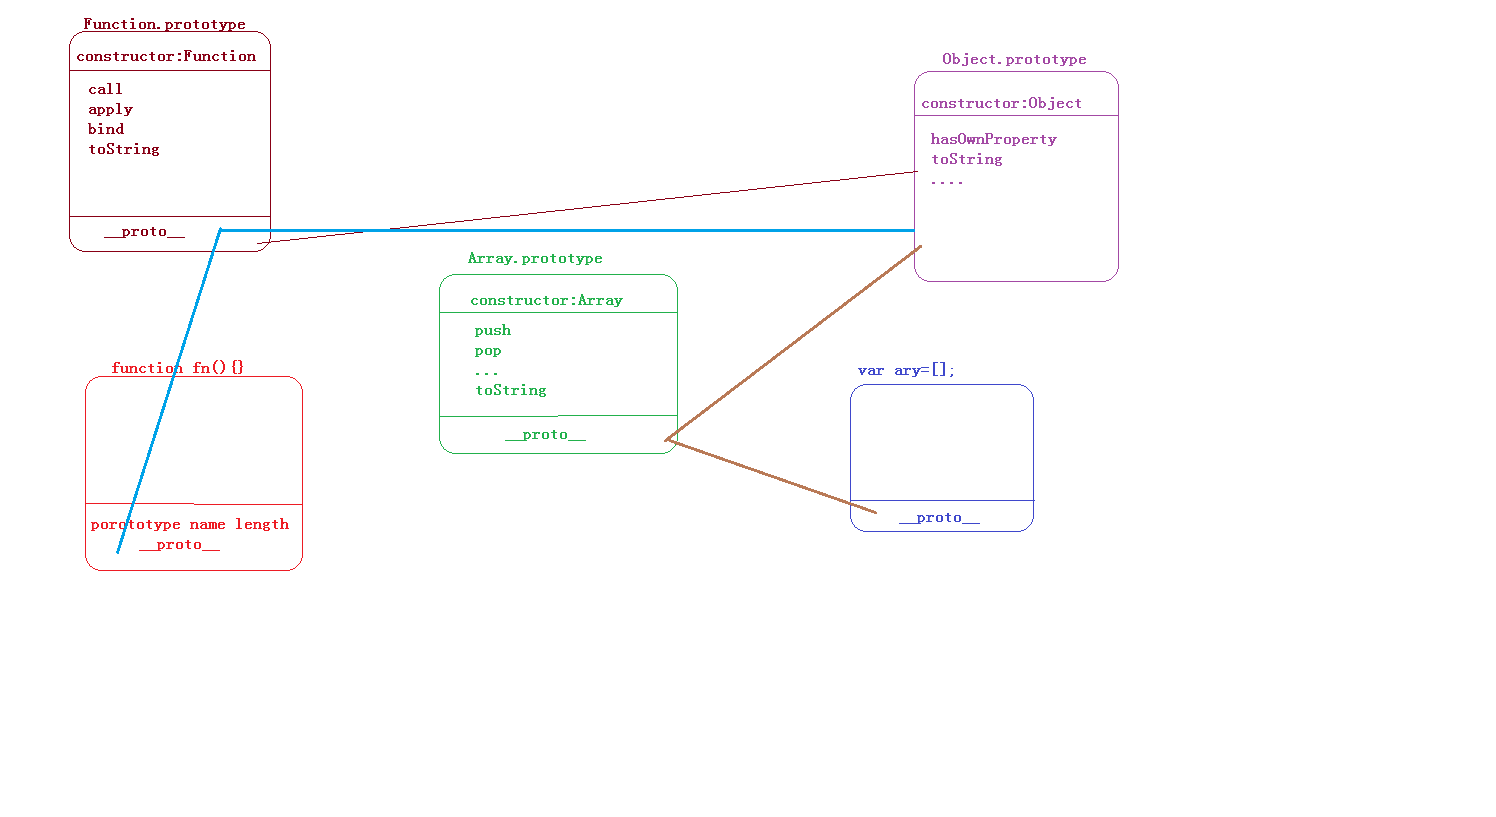 Function.prototype
constructor:Function
call
apply
bind
toString
__proto__
Object.prototype
constructor:Object
hasOwnProperty
toString
....
Array.prototype
constructor:Array
push
pop
...
toString
__proto__
function fn(){}
porototype name length
__proto__
var ary=[];
__proto__